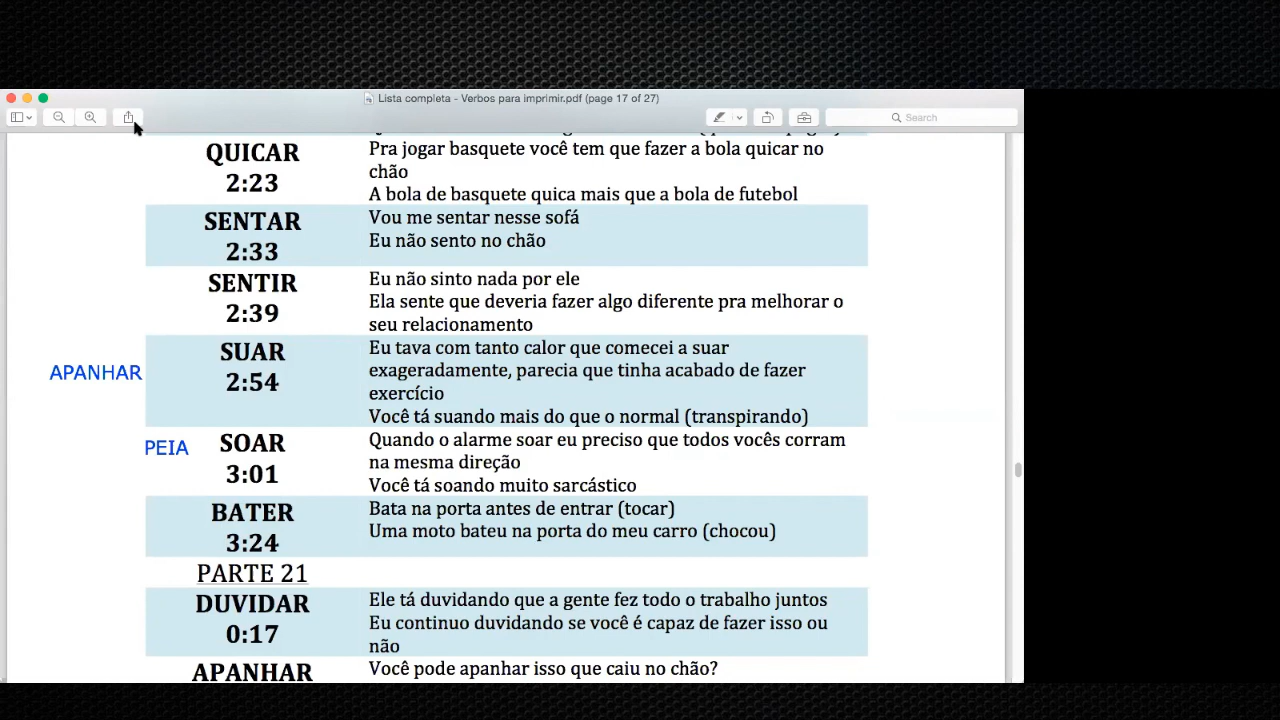 Lista completa - Verbos para imprimir.pdf (page 17 of 27)
Search
QUICAR
2:23
Pra jogar basquete você tem que fazer a bola quicar no
chão
A bola de basquete quica mais que a bola de futebol
SENTAR
2:33
Vou me sentar nesse sofá
Eu não sento no chão
SENTIR
2:39
Eu não sinto nada por ele
Ela sente que deveria fazer algo diferente pra melhorar o
seu relacionamento
APANHAR
SUAR
2:54
Eu tava com tanto calor que comecei a suar
exageradamente, parecia que tinha acabado de fazer
exercício
Você tá suando mais do que o normal (transpirando)
PEIA
SOAR
3:01
Quando o alarme soar eu preciso que todos vocês corram
na mesma direção
Você tá soando muito sarcástico
BATER
3:24
Bata na porta antes de entrar (tocar)
Uma moto bateu na porta do meu carro (chocou)
PARTE 21
DUVIDAR
0:17
Ele tá duvidando que a gente fez todo o trabalho juntos
Eu continuo duvidando se você é capaz de fazer isso ou
não
APANHAR
Você pode apanhar isso que caiu no chão?